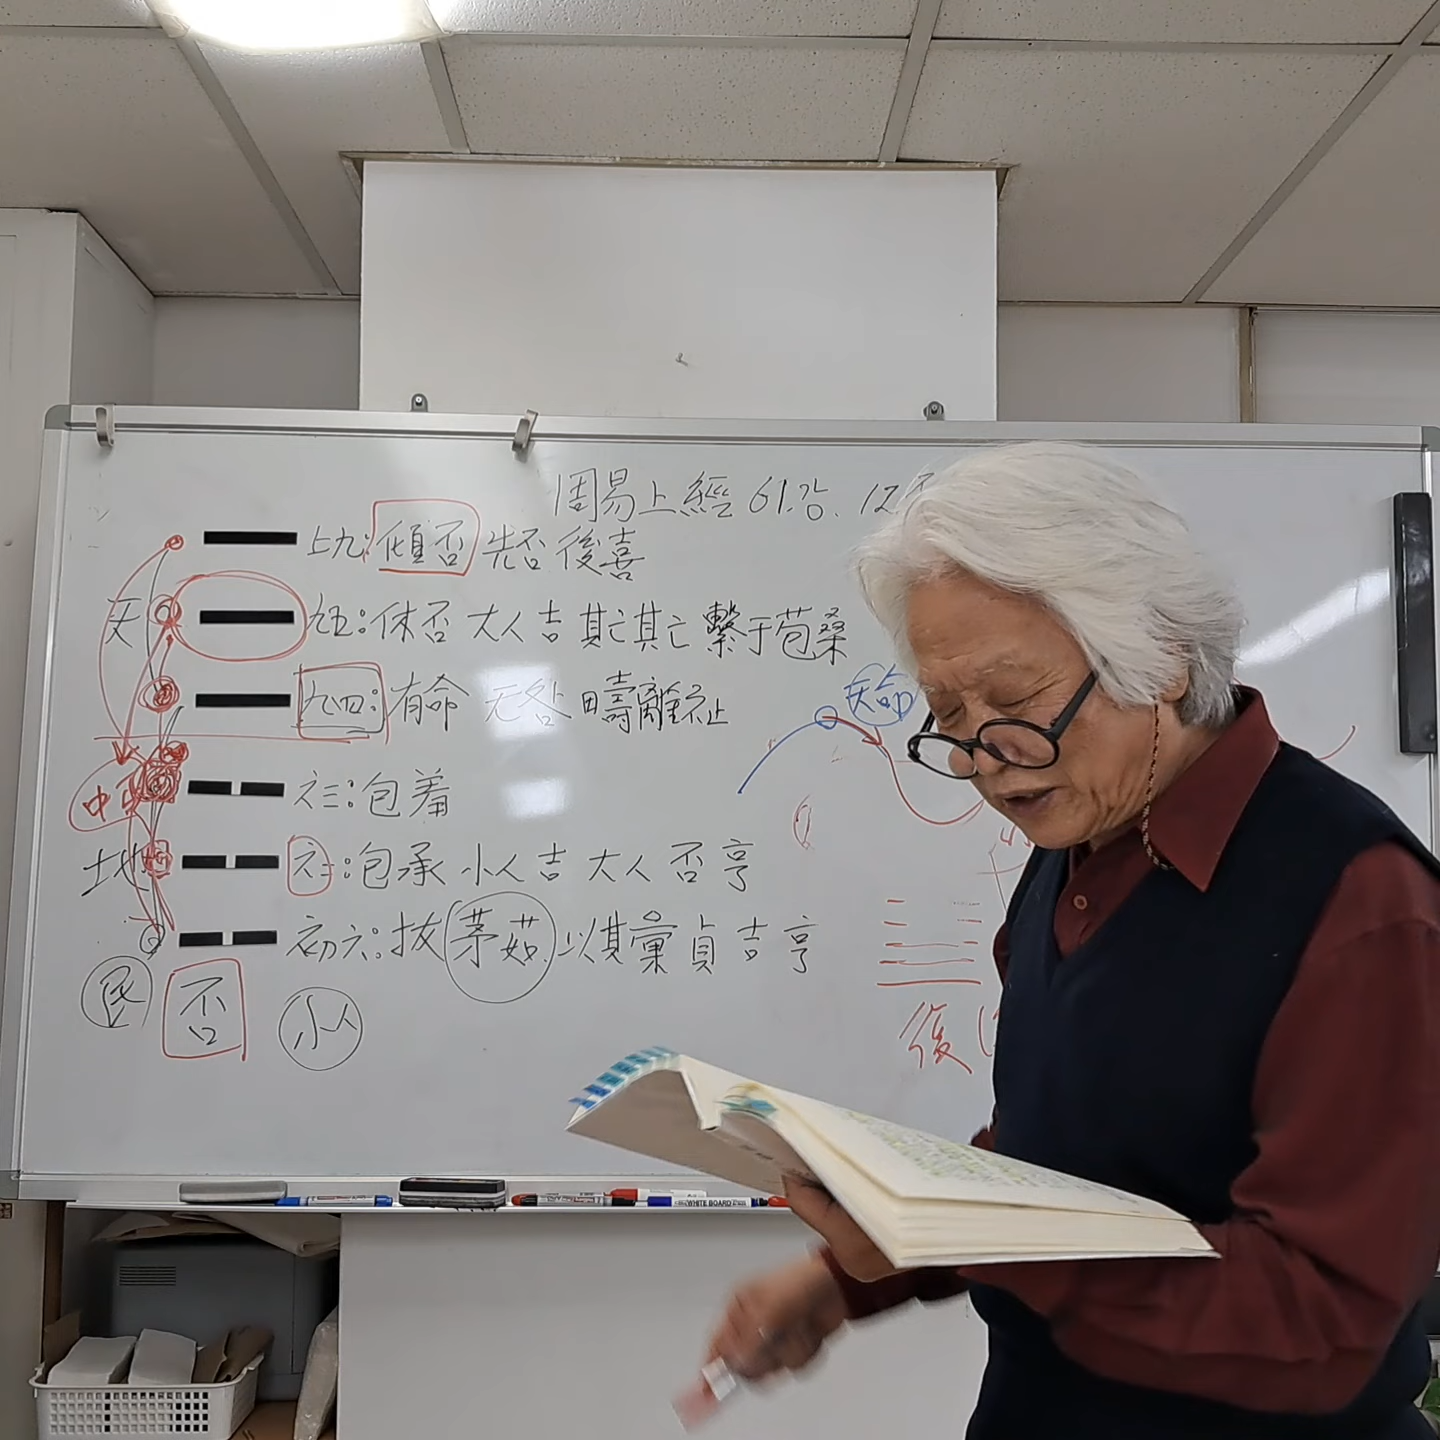 周易上經 61강. 12
上九: 傾否 先否 後喜
天
九五: 休否 大人吉 其亡其亡 繫于苞桑
九四: 有命 无咎 疇離祉
天命
中
六三: 包羞
地
六二: 包承 小人吉 大人否 亨
初六: 拔茅茹 以其彙 貞吉 亨
民 否 小人
後
WHITE BOARD